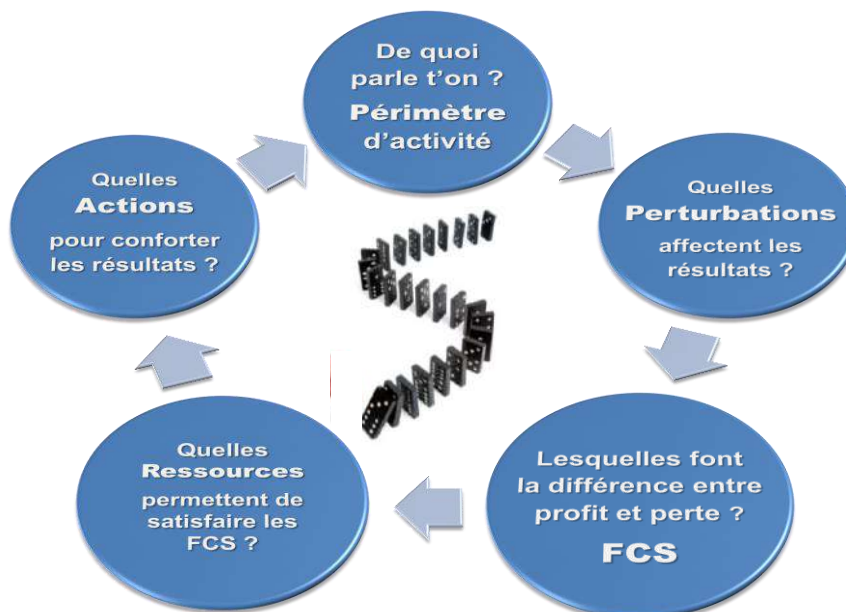 De quoi
parle t’on ?
Périmètre
d’activité
Quelles
Perturbations
affectent les
résultats ?
Lesquelles font
la différence entre
profit et perte ?
FCS
Quelles
Ressources
permettent de
satisfaire les
FCS ?
Quelles
Actions
pour conforter
les résultats ?